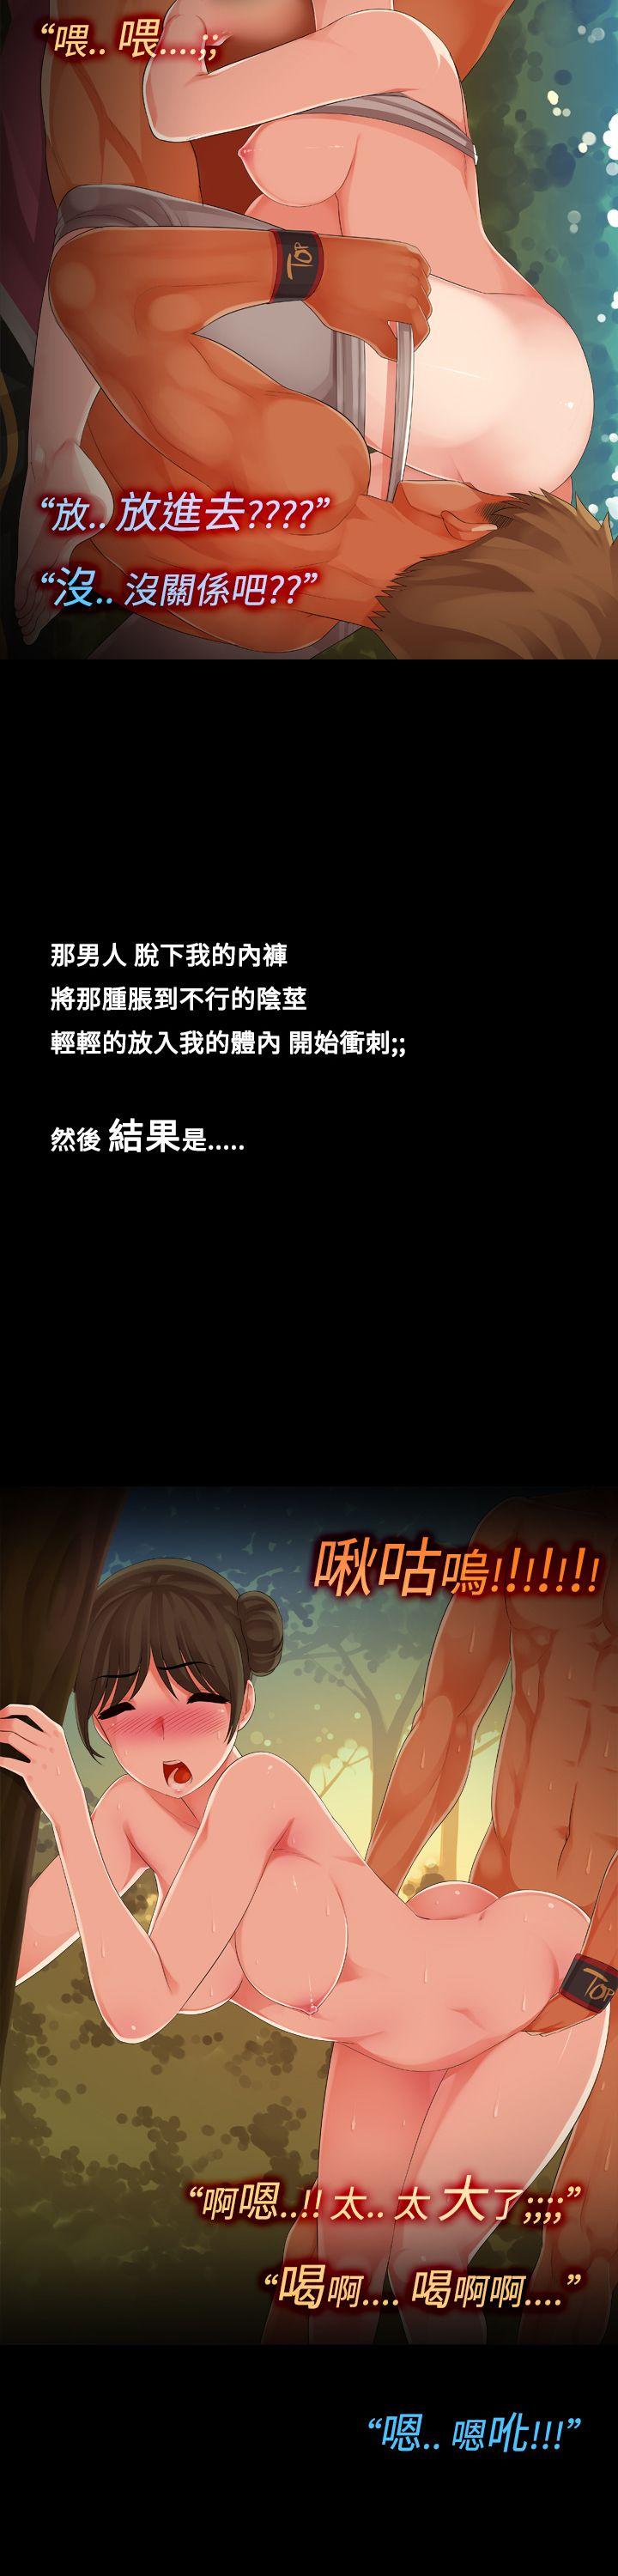 “喂.. 喂....;;
TOP
“放.. 放進去????”
“沒.. 沒關係吧??”
那男人 脫下我的內褲
將那腫脹到不行的陰莖
輕輕的放入我的體內 開始衝刺;;
然後 結果是.....
啾咕嗚!!!!!!!
TOP
“啊嗯..!! 太.. 太 大了;;;;”
“喝啊.... 喝啊啊....”
“嗯.. 嗯吪!!!”